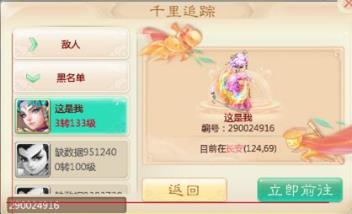 千里追踪
敌人
黑名单
这是我
3转133级
缺数据951240
0转100级
这是我
编号：290024916
目前在长安(124,69)
返回
立即前往
290024916